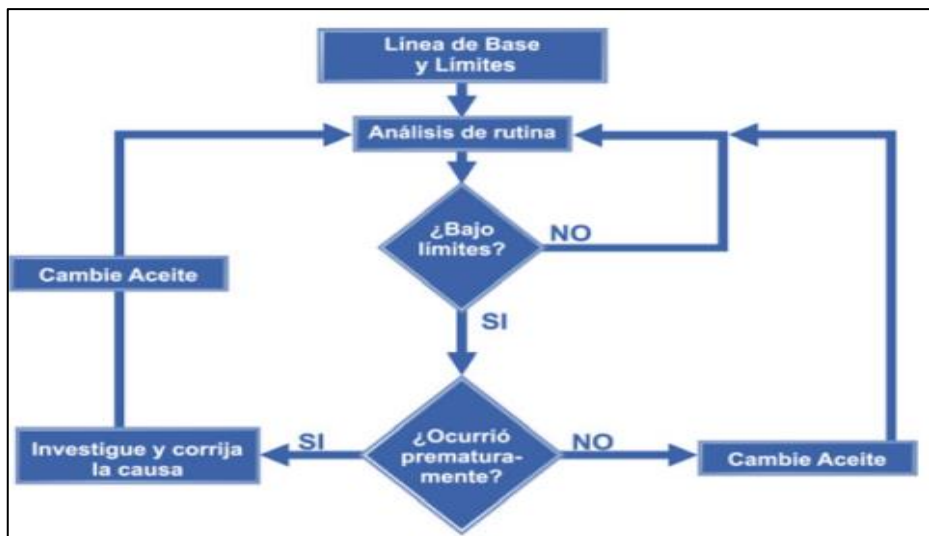 Línea de Base
y Límites
Análisis de rutina
¿Bajo
límites?
NO
Cambie Aceite
SI
¿Ocurrió
prematura-
mente?
SI
NO
Investigue y corrija
la causa
Cambie Aceite